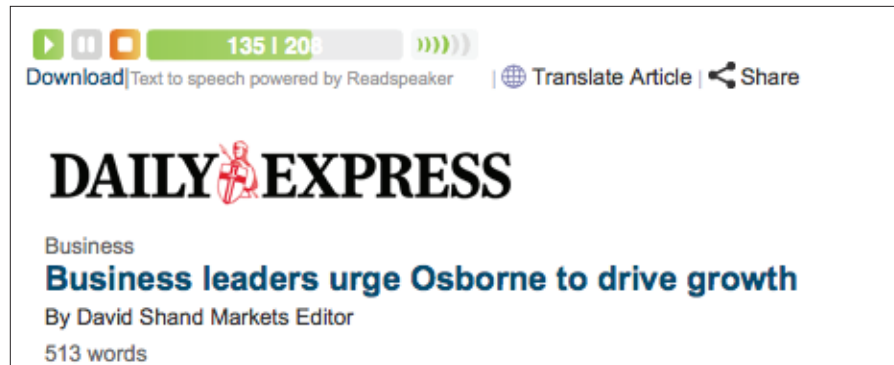 135 | 208
Download|Text to speech powered by Readspeaker | Translate Article | Share
DAILY EXPRESS
Business
Business leaders urge Osborne to drive growth
By David Shand Markets Editor
513 words